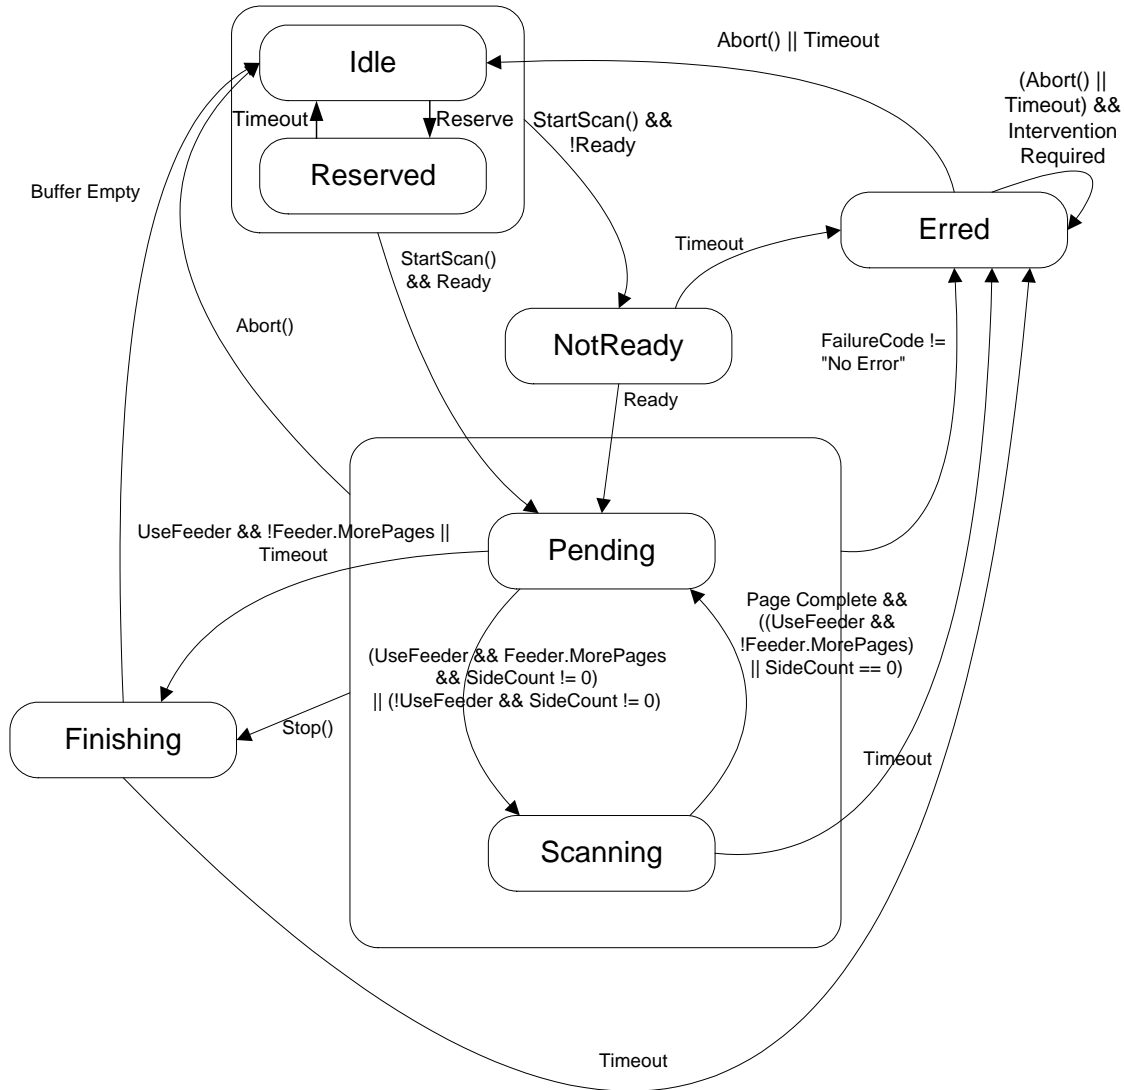 Abort() || Timeout
Idle
(Abort() ||
Timeout) &&
Intervention
Required
Timeout
Reserve
StartScan() &&
!Ready
Reserved
Buffer Empty
Erred
Timeout
StartScan()
&& Ready
Abort()
NotReady
FailureCode !=
"No Error"
Ready
UseFeeder && !Feeder.MorePages ||
Timeout
Pending
Page Complete &&
((UseFeeder &&
!Feeder.MorePages)
|| SideCount == 0)
(UseFeeder && Feeder.MorePages
&& SideCount != 0)
|| (!UseFeeder && SideCount != 0)
Stop()
Finishing
Timeout
Scanning
Timeout